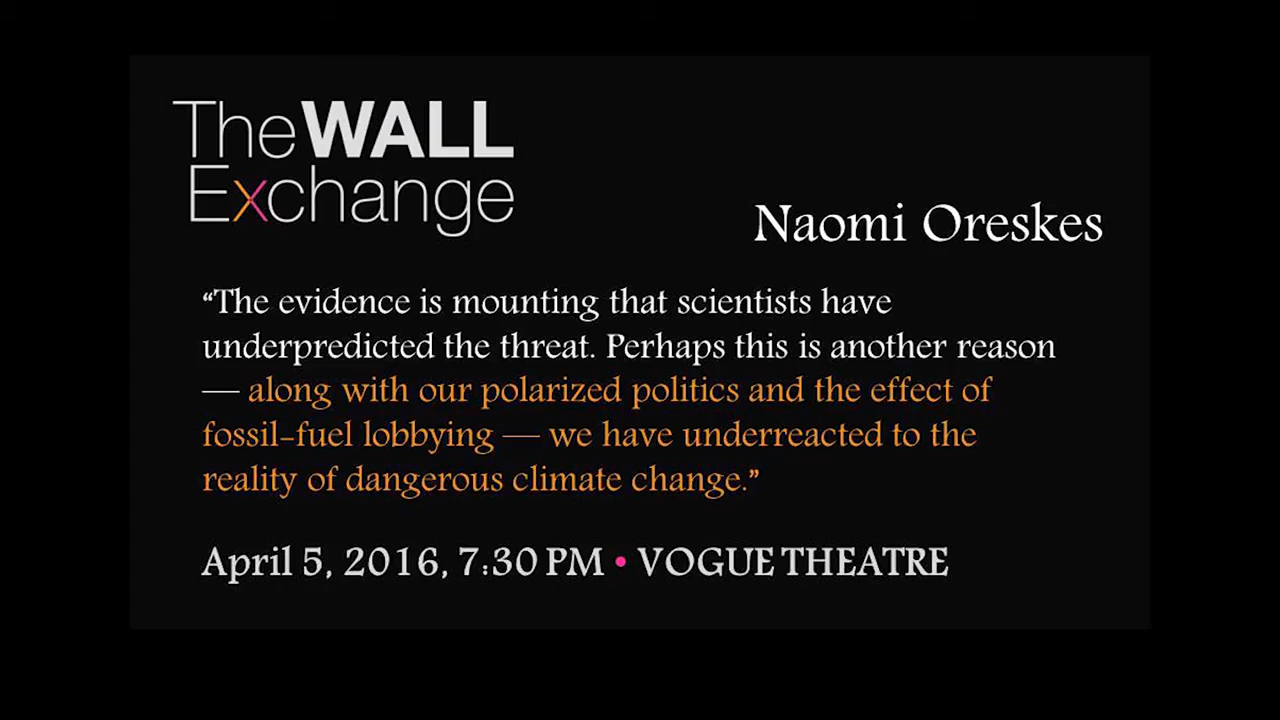 The WALL
Exchange
Naomi Oreskes
“The evidence is mounting that scientists have
underpredicted the threat. Perhaps this is another reason
— along with our polarized politics and the effect of
fossil-fuel lobbying — we have underreacted to the
reality of dangerous climate change.”
April 5, 2016, 7:30 PM • VOGUE THEATRE